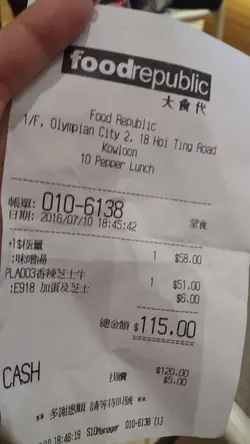 foodrepublic
大食代
Food Republic
1/F, Olympian City 2, 18 Hoi Ting Road
Kowloon
10 Pepper Lunch
帳單: 010-6138
日期: 2016/07/10 18:45:42 堂食
1 $58.00
:味噌湯
PLA003香辣芝士牛 1 $51.00
:E918 加蛋及芝士 $6.00
總金額 $115.00
CASH $120.00
找續 $5.00
** 多謝惠顧 請等待叫號 **
18:46:19 S10Manager 010-6138 [1]